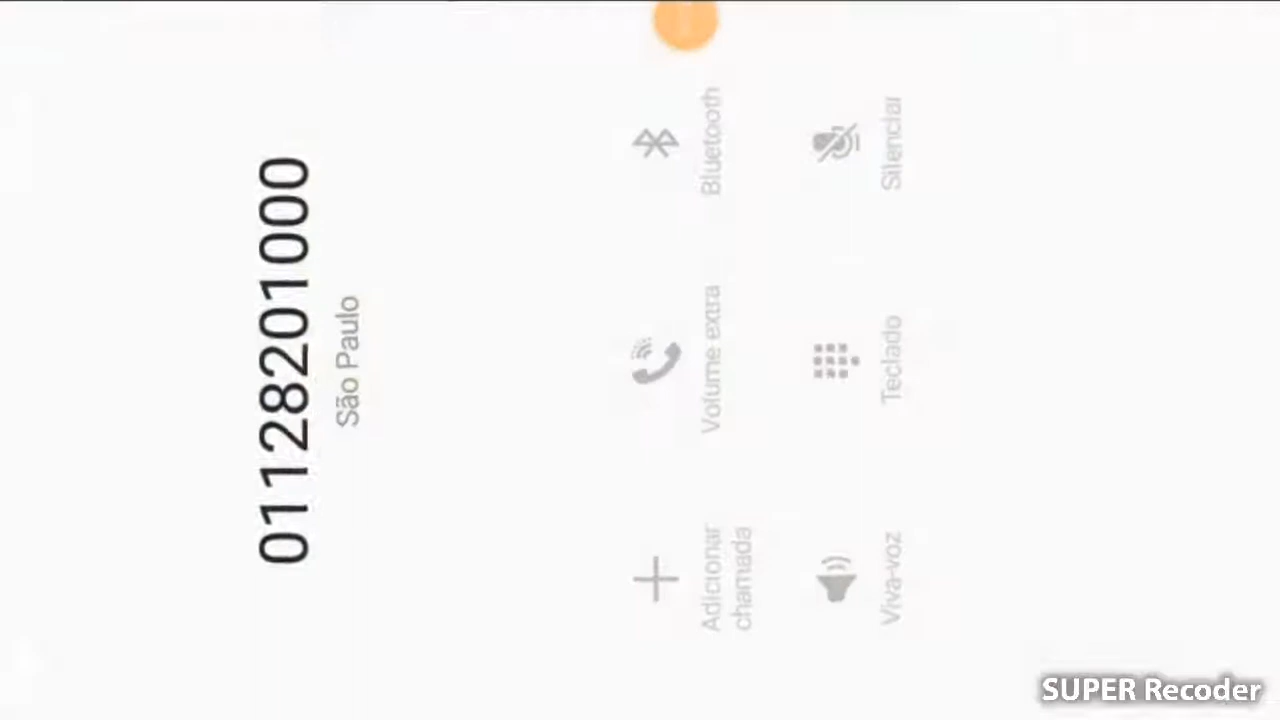 01128201000
São Paulo
Adicionar
chamada
Volume extra
Bluetooth
Viva-voz
Teclado
Silenciar
SUPER Recoder